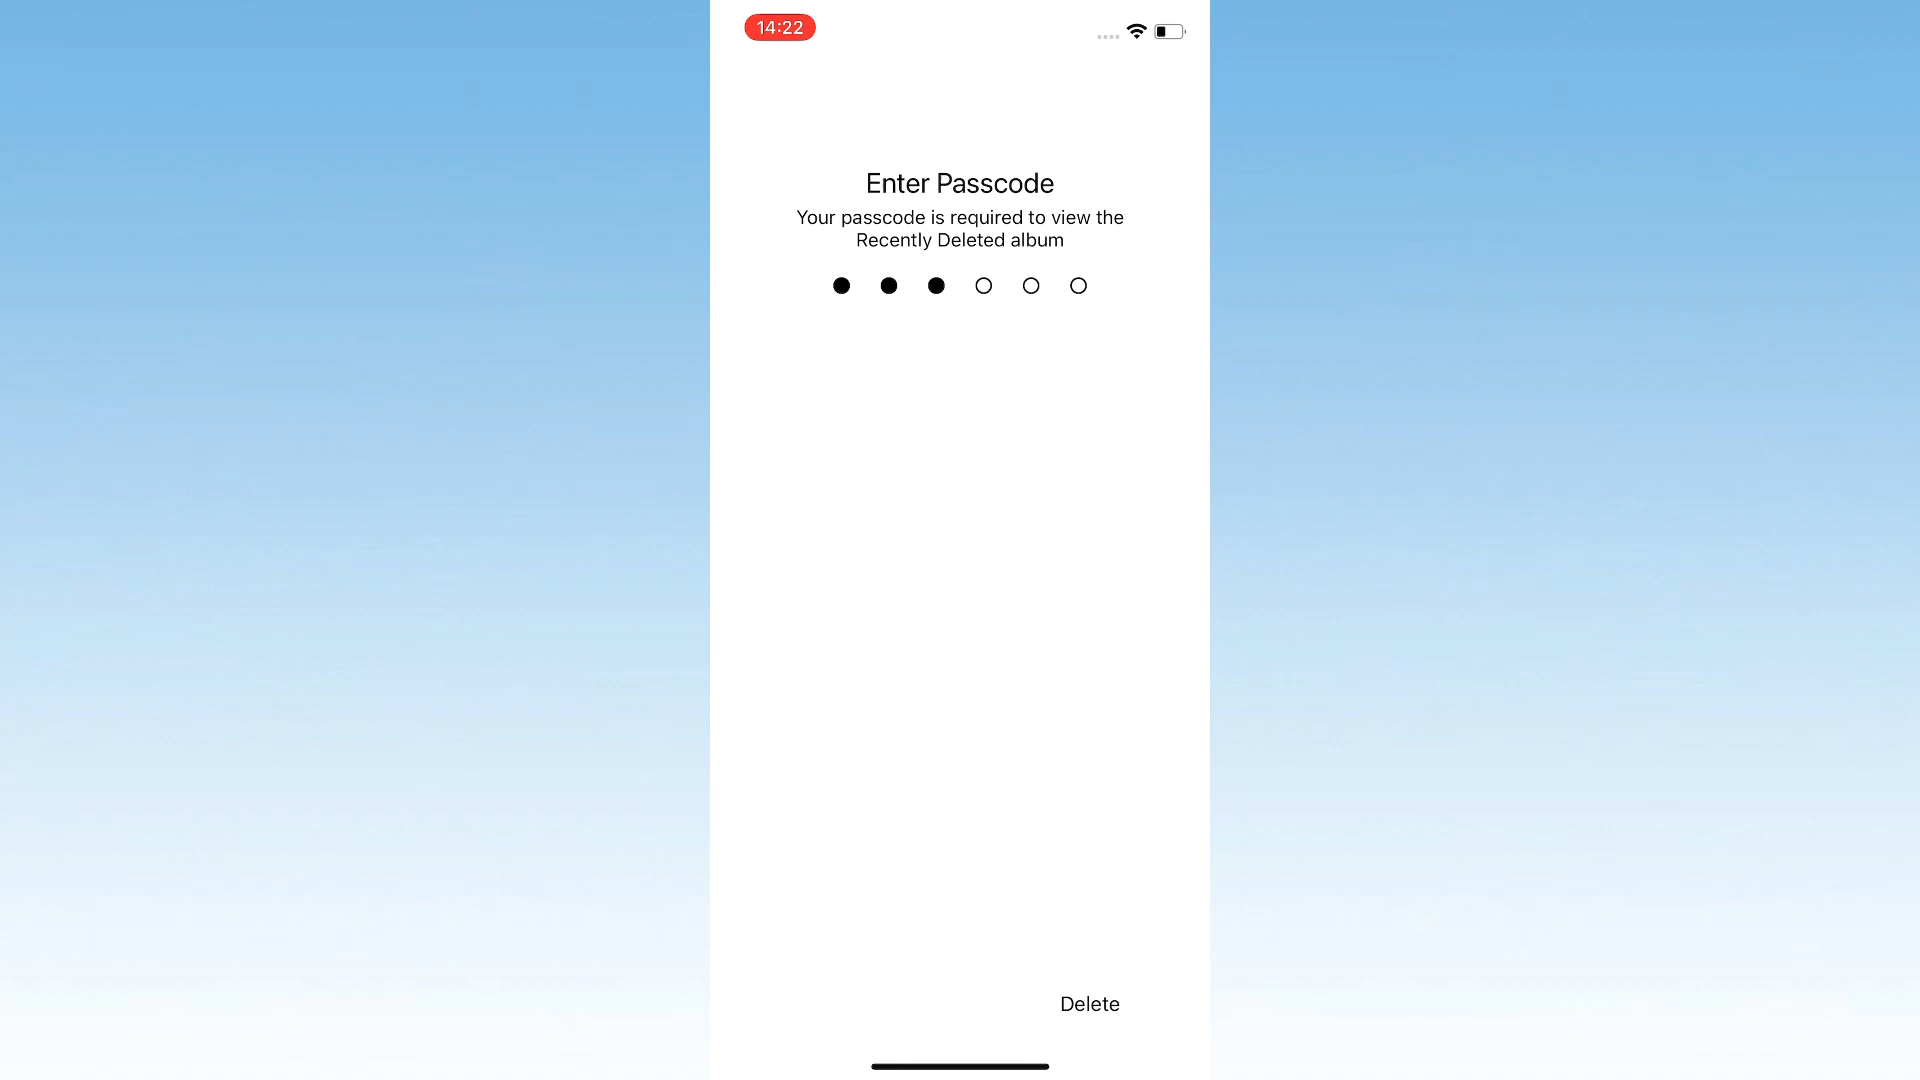 14:22
Enter Passcode
Your passcode is required to view the
Recently Deleted album
Delete